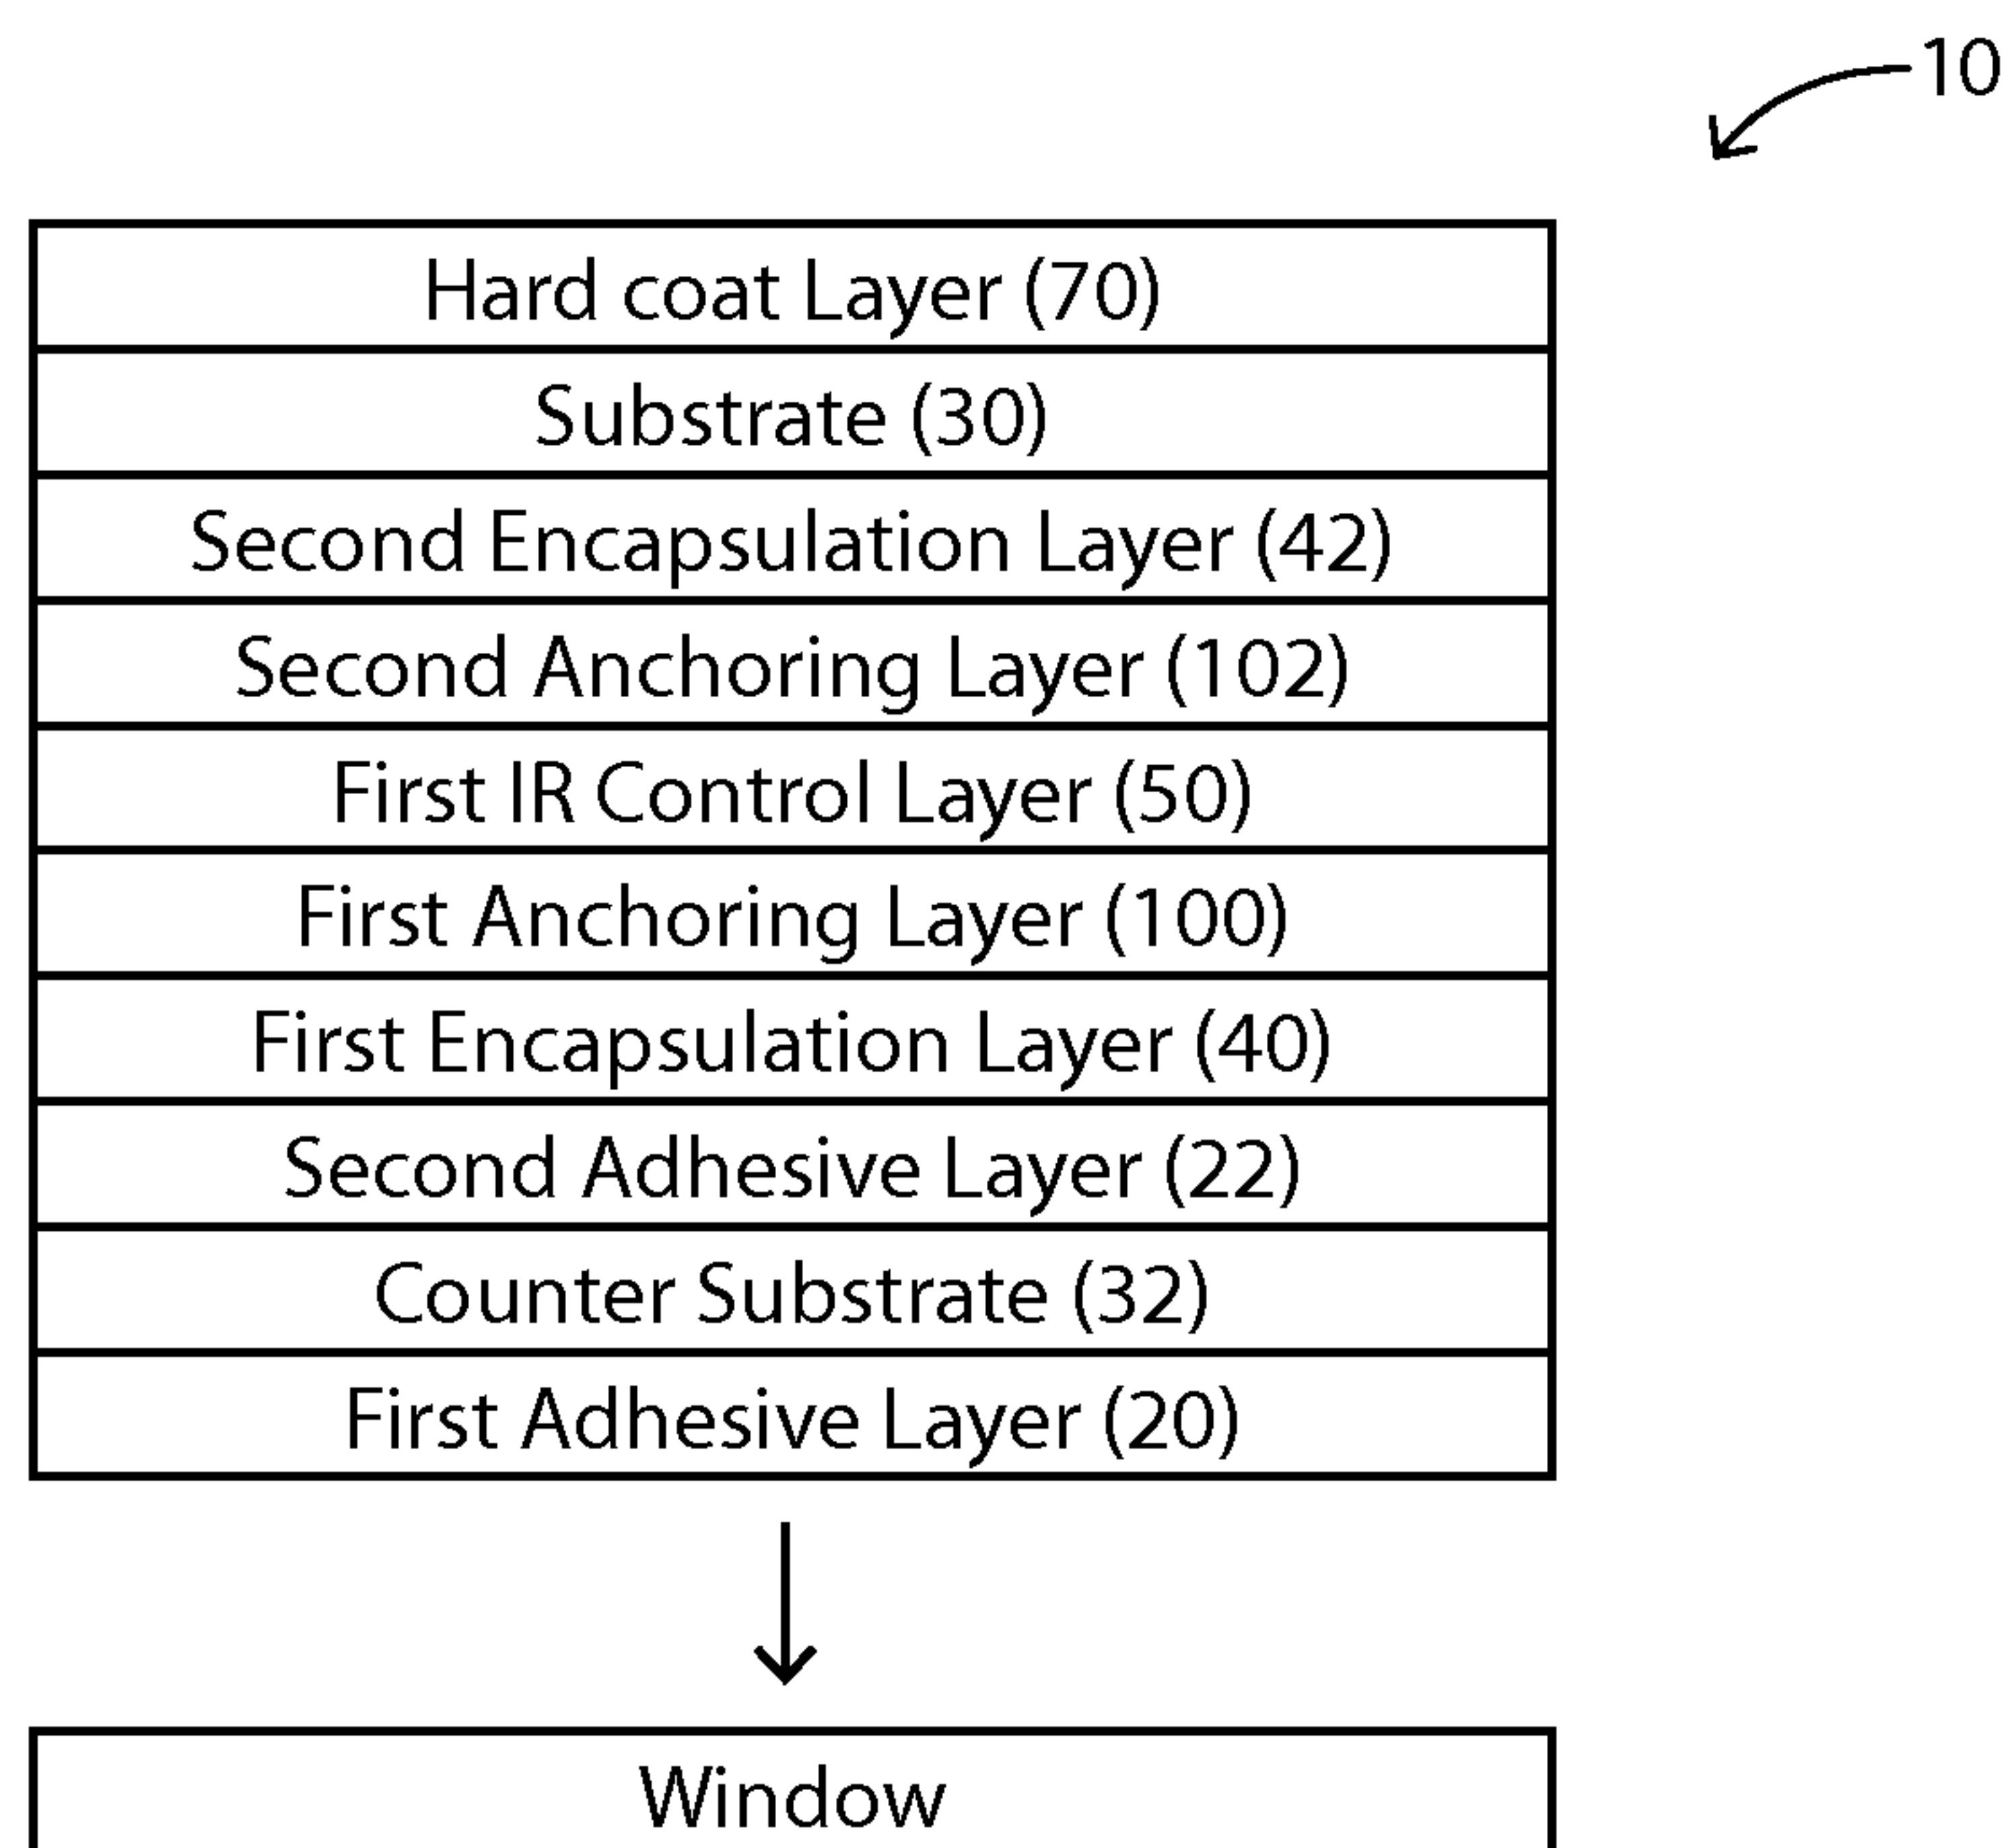 10
Hard coat Layer (70)
Substrate (30)
Second Encapsulation Layer (42)
Second Anchoring Layer (102)
First IR Control Layer (50)
First Anchoring Layer (100)
First Encapsulation Layer (40)
Second Adhesive Layer (22)
Counter Substrate (32)
First Adhesive Layer (20)
Window